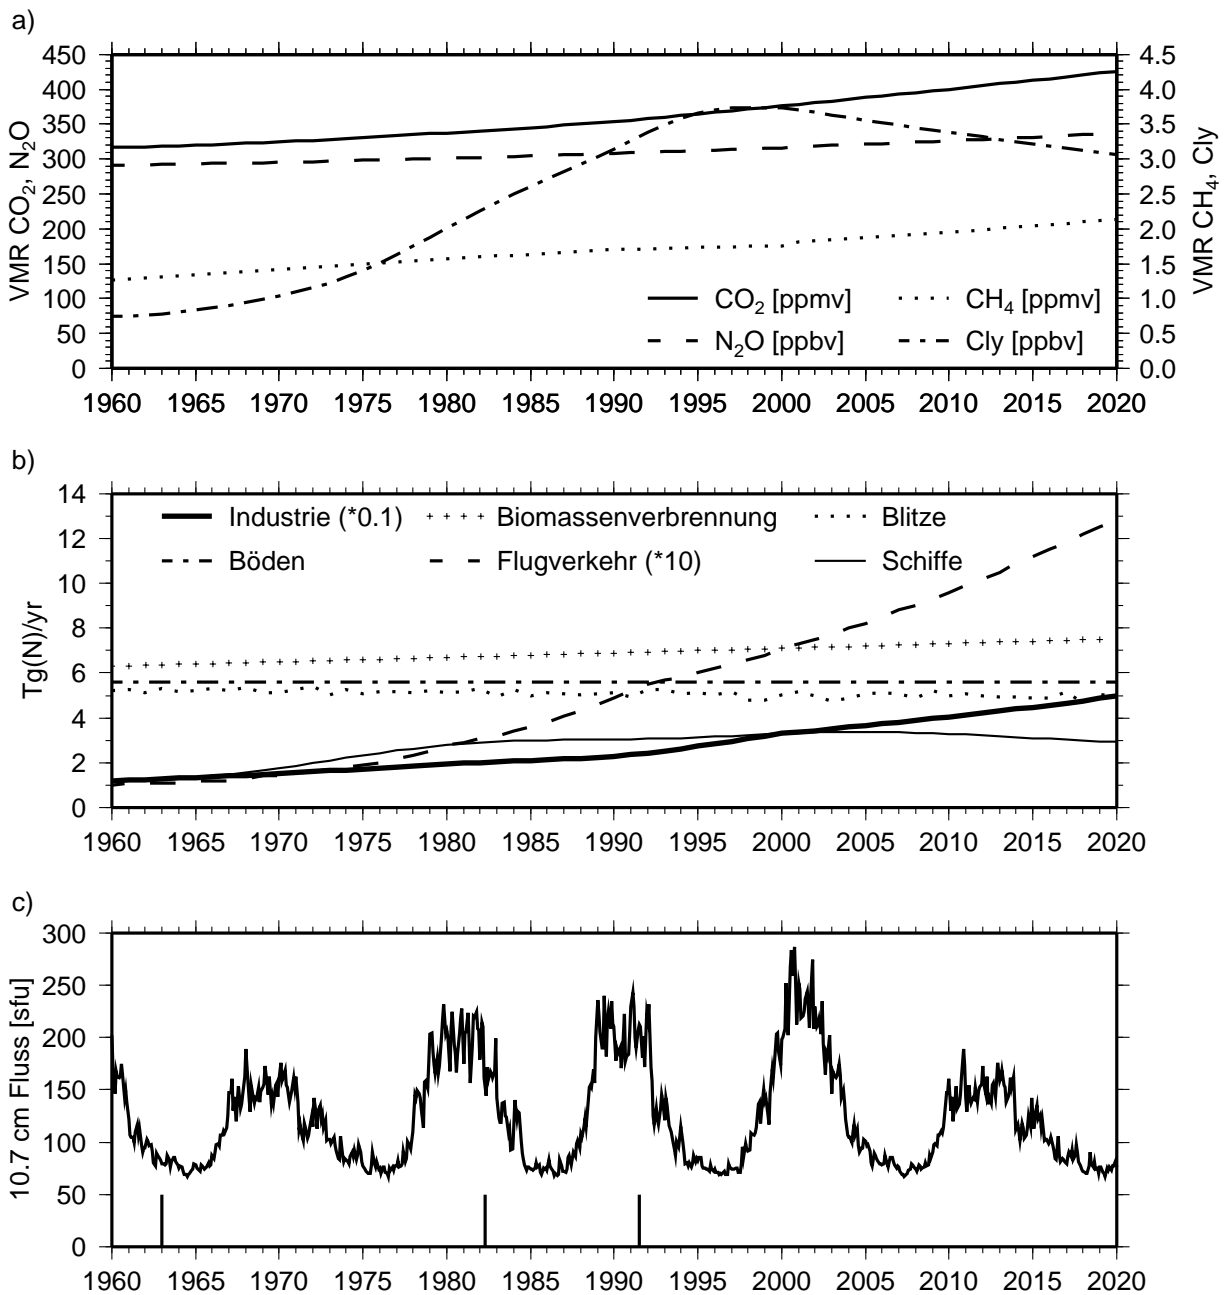 a)
450
400
350
300
250
200
150
100
50
0
VMR CO₂, N₂O
4.5
4.0
3.5
3.0
2.5
2.0
1.5
1.0
0.5
0.0
VMR CH₄, Cly
CO₂ [ppmv] CH₄ [ppmv]
N₂O [ppbv] Cly [ppbv]
1960 1965 1970 1975 1980 1985 1990 1995 2000 2005 2010 2015 2020
b)
14
12
10
8
6
4
2
0
Tg(N)/yr
Industrie (*0.1) Biomassenverbrennung Blitze
Böden Flugverkehr (*10) Schiffe
1960 1965 1970 1975 1980 1985 1990 1995 2000 2005 2010 2015 2020
c)
300
250
200
150
100
50
0
10.7 cm Fluss [sfu]
1960 1965 1970 1975 1980 1985 1990 1995 2000 2005 2010 2015 2020